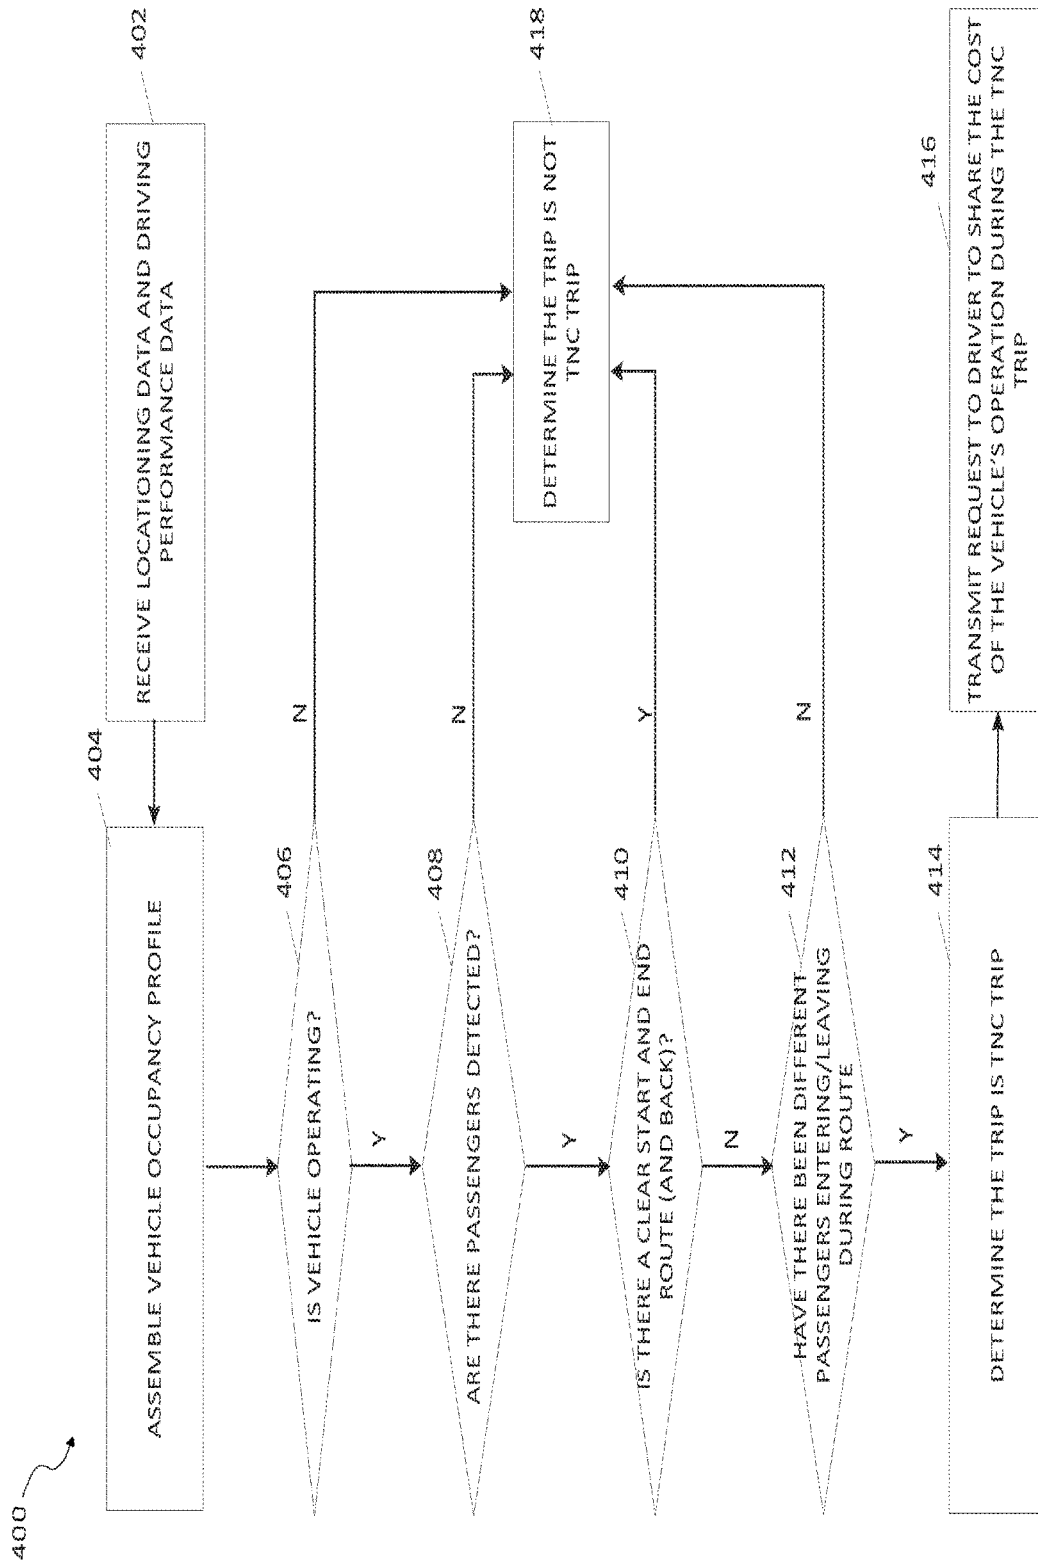 400
RECEIVE LOCATIONING DATA AND DRIVING
PERFORMANCE DATA
402
ASSEMBLE VEHICLE OCCUPANCY PROFILE
404
IS VEHICLE OPERATING?
406
N
Y
ARE THERE PASSENGERS DETECTED?
408
N
Y
IS THERE A CLEAR START AND END
ROUTE (AND BACK)?
410
Y
N
HAVE THERE BEEN DIFFERENT
PASSENGERS ENTERING/LEAVING
DURING ROUTE
412
N
Y
DETERMINE THE TRIP IS NOT
TNC TRIP
418
DETERMINE THE TRIP IS TNC TRIP
414
TRANSMIT REQUEST TO DRIVER TO SHARE THE COST
OF THE VEHICLE'S OPERATION DURING THE TNC
TRIP
416